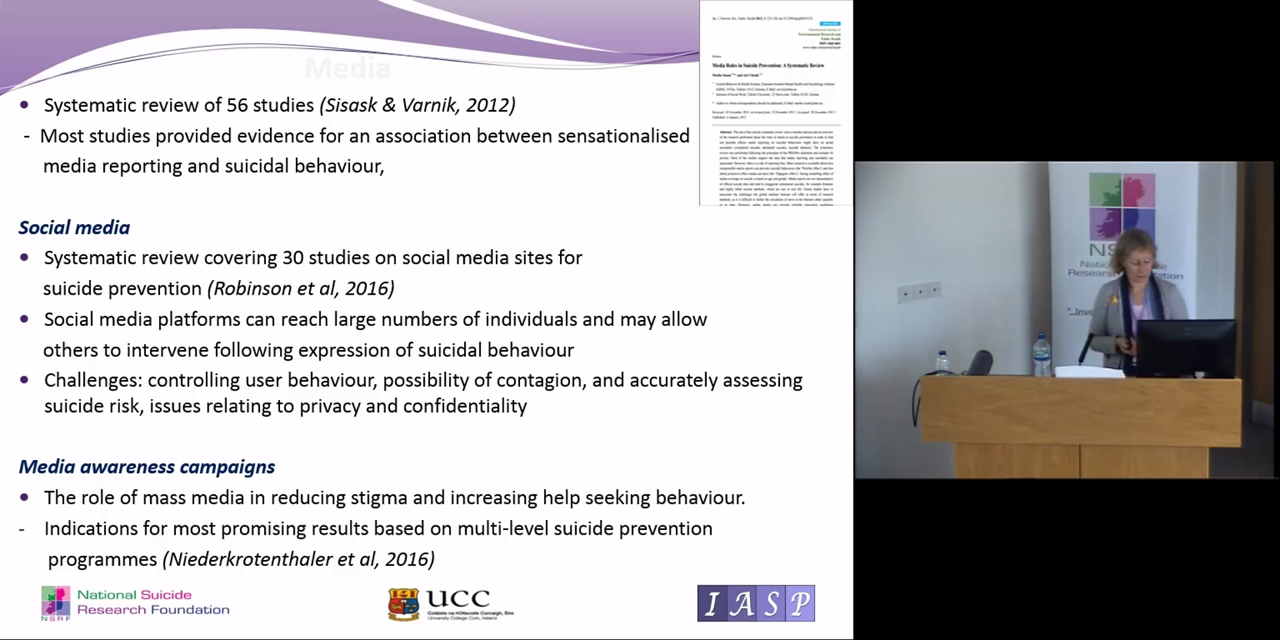 Media
• Systematic review of 56 studies (Sisask & Varnik, 2012)
- Most studies provided evidence for an association between sensationalised
media reporting and suicidal behaviour,
Social media
• Systematic review covering 30 studies on social media sites for
suicide prevention (Robinson et al, 2016)
• Social media platforms can reach large numbers of individuals and may allow
others to intervene following expression of suicidal behaviour
• Challenges: controlling user behaviour, possibility of contagion, and accurately assessing
suicide risk, issues relating to privacy and confidentiality
Media awareness campaigns
• The role of mass media in reducing stigma and increasing help seeking behaviour.
- Indications for most promising results based on multi-level suicide prevention
programmes (Niederkrotenthaler et al, 2016)
NSRF
National Suicide
Research Foundation
UCC
University College Cork, Ireland
IASP
Media Roles in Suicide Prevention: A Systematic Review
NS
Nation
Research